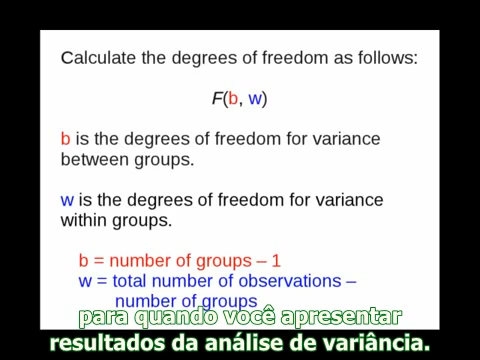 Calculate the degrees of freedom as follows:
F(b, w)
b is the degrees of freedom for variance
between groups.
w is the degrees of freedom for variance
within groups.
b = number of groups – 1
w = total number of observations –
number of groups
para quando você apresentar
resultados da análise de variância.